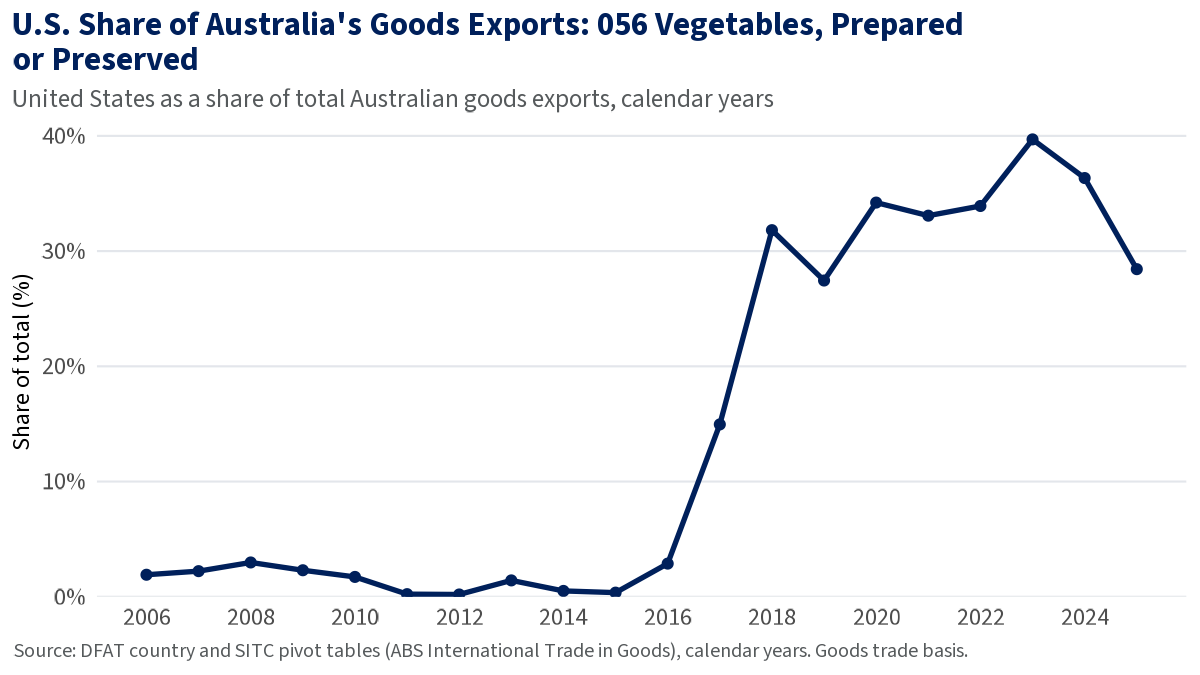 U.S. Share of Australia's Goods Exports: 056 Vegetables, Prepared
or Preserved
United States as a share of total Australian goods exports, calendar years
Share of total (%)
40%
30%
20%
10%
0%
2006 2008 2010 2012 2014 2016 2018 2020 2022 2024
Source: DFAT country and SITC pivot tables (ABS International Trade in Goods), calendar years. Goods trade basis.